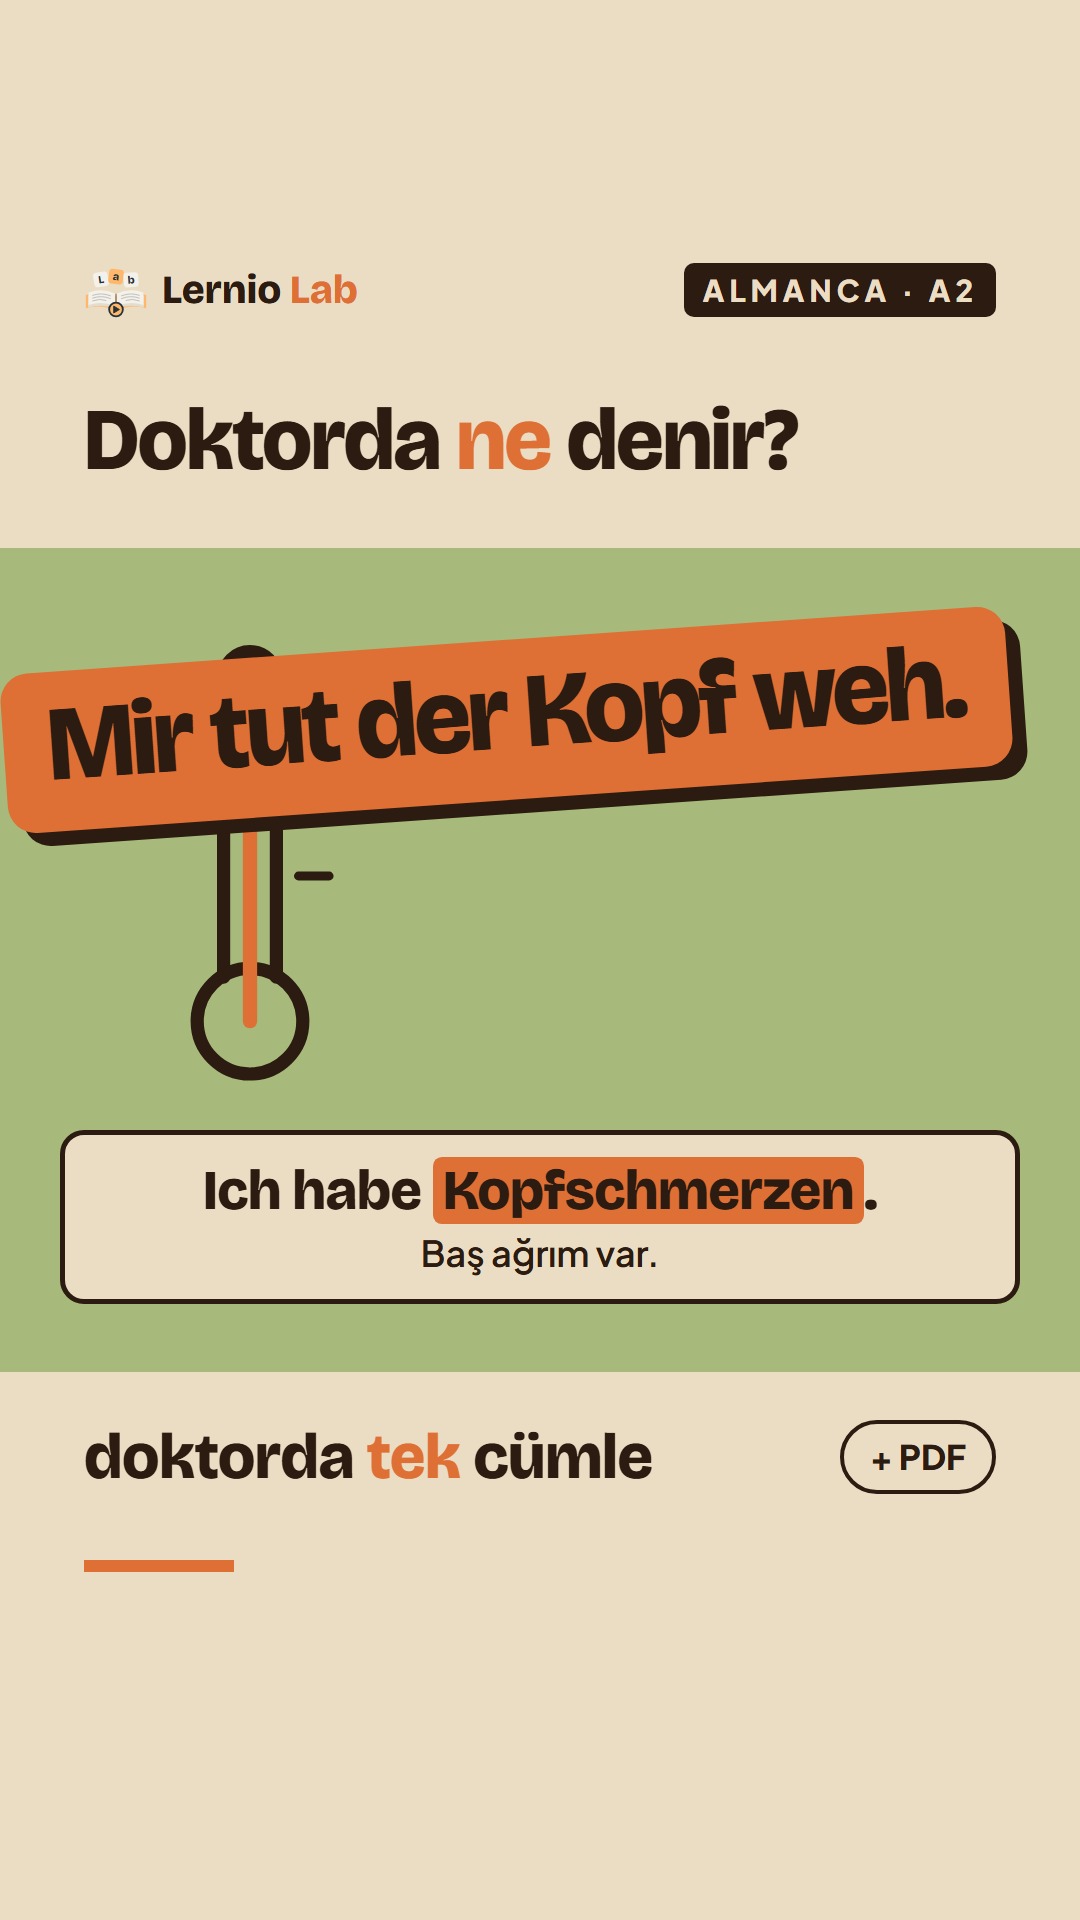 L a b
Lernio Lab
ALMANCA · A2
Doktorda ne denir?
Mir tut der Kopf weh.
Ich habe Kopfschmerzen.
Baş ağrım var.
doktorda tek cümle
+ PDF